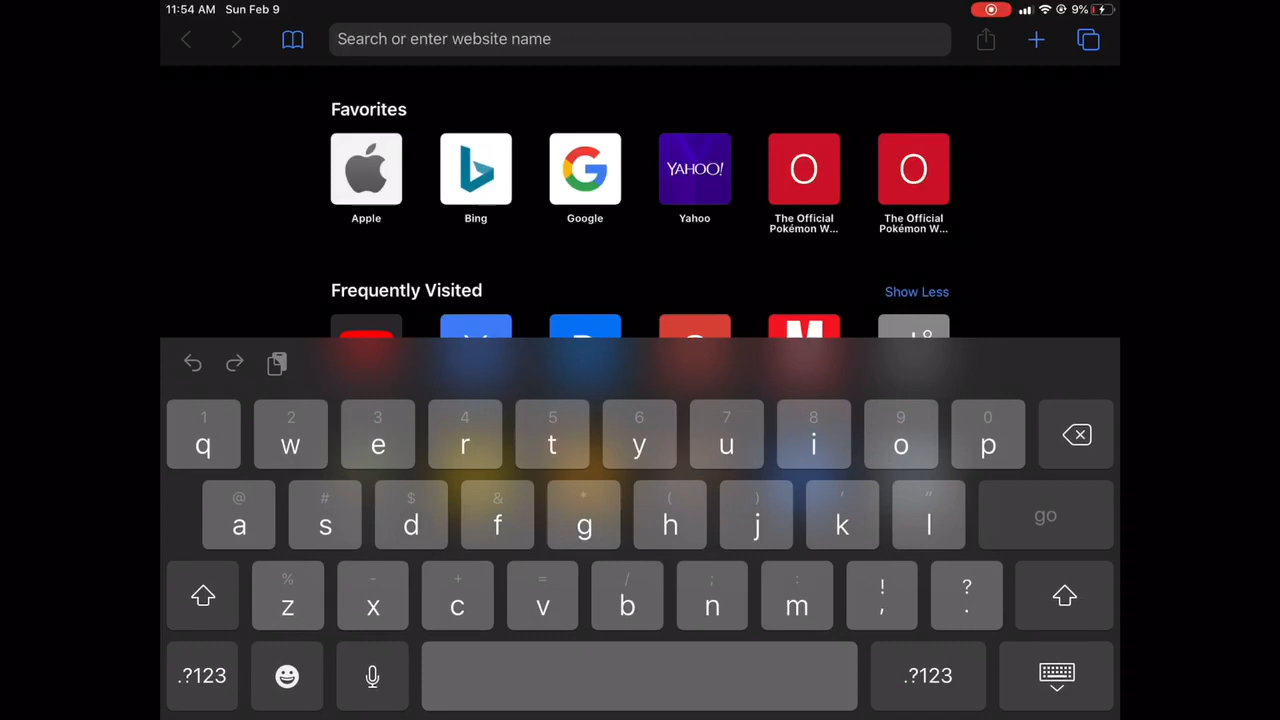 11:54 AM Sun Feb 9
9%
Search or enter website name
Favorites
YAHOO!
O
O
Apple
Bing
Google
Yahoo
The Official
Pokémon W...
The Official
Pokémon W...
Frequently Visited
Show Less
1 2 3 4 5 6 7 8 9 0
q w e r t y u i o p
@ # $ & * ( ) ' "
a s d f g h j k l go
% - + = / ; : ! ?
z x c v b n m , .
.?123 .?123